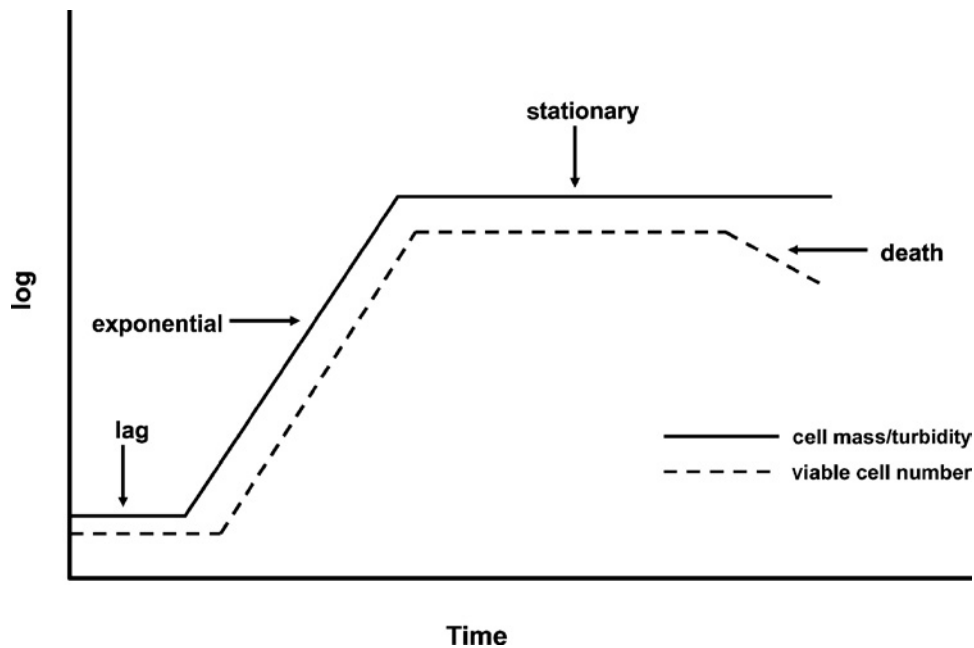 stationary
death
log
exponential
lag
cell mass/turbidity
viable cell number
Time